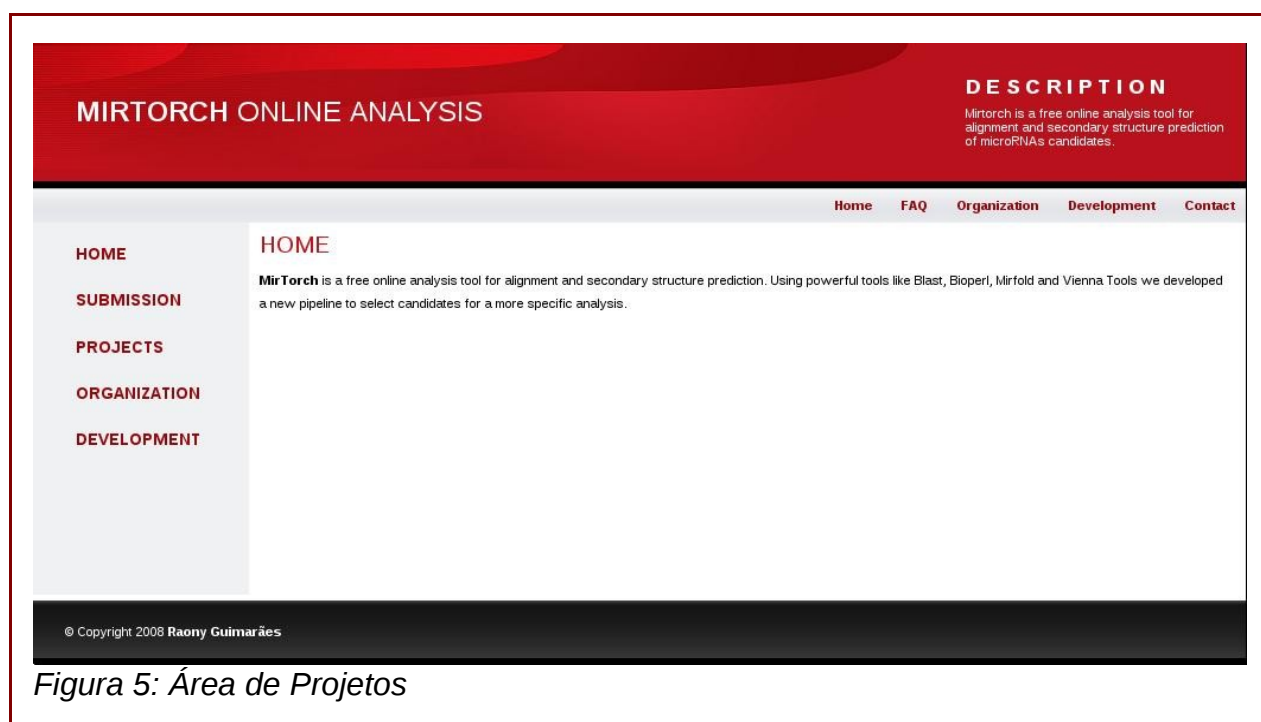 MIRTORCH ONLINE ANALYSIS
DESCRIPTION
Mirtorch is a free online analysis tool for
alignment and secondary structure prediction
of microRNAs candidates.
Home FAQ Organization Development Contact
HOME
SUBMISSION
PROJECTS
ORGANIZATION
DEVELOPMENT
HOME
MirTorch is a free online analysis tool for alignment and secondary structure prediction. Using powerful tools like Blast, Bioperl, Mirfold and Vienna Tools we developed
a new pipeline to select candidates for a more specific analysis.
© Copyright 2008 Raony Guimarães
Figura 5: Área de Projetos